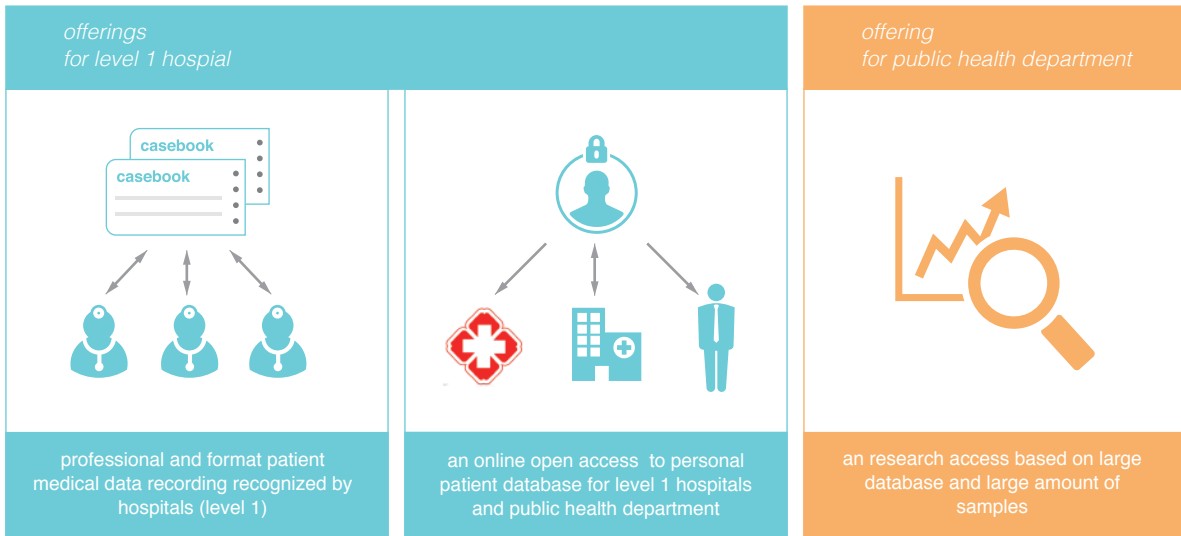 offerings
for level 1 hospial
offering
for public health department
casebook
casebook
professional and format patient
medical data recording recognized by
hospitals (level 1)
an online open access to personal
patient database for level 1 hospitals
and public health department
an research access based on large
database and large amount of
samples